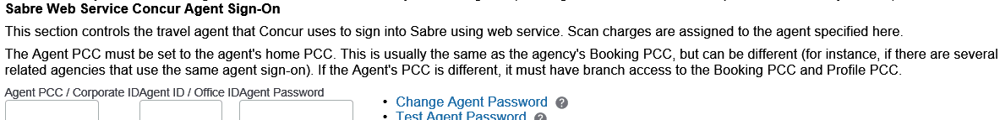 Sabre Web Service Concur Agent Sign-On
This section controls the travel agent that Concur uses to sign into Sabre using web service. Scan charges are assigned to the agent specified here.
The Agent PCC must be set to the agent's home PCC. This is usually the same as the agency's Booking PCC, but can be different (for instance, if there are several
related agencies that use the same agent sign-on). If the Agent's PCC is different, it must have branch access to the Booking PCC and Profile PCC.
Agent PCC / Corporate IDAgent ID / Office IDAgent Password
• Change Agent Password ?
• Test Agent Password ?